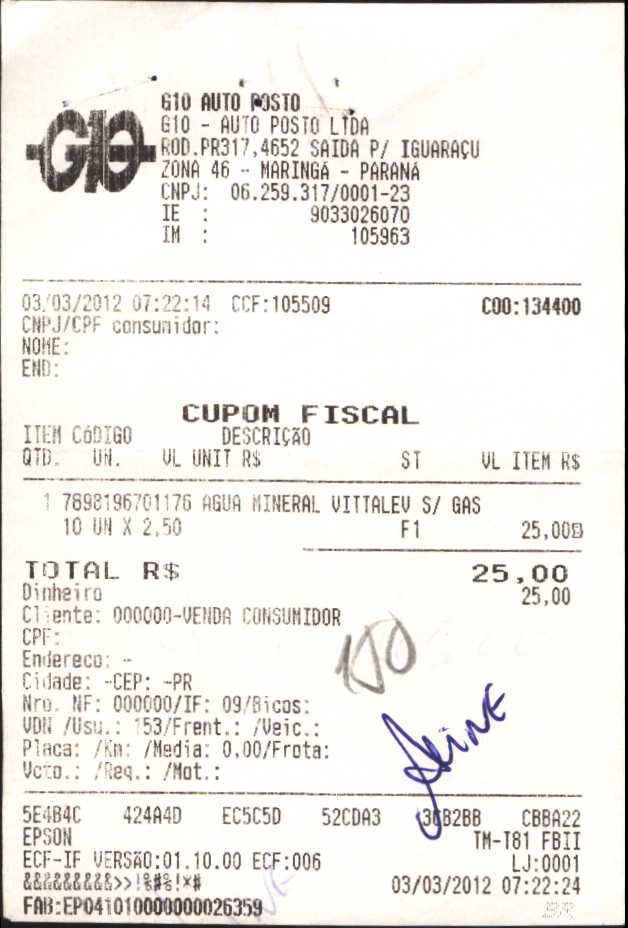 G10
G10 AUTO POSTO
G10 - AUTO POSTO LTDA
ROD.PR317,4652 SAIDA P/ IGUARAÇU
ZONA 46 - MARINGÁ - PARANÁ
CNPJ: 06.259.317/0001-23
IE : 9033026070
IM : 105963
03/03/2012 07:22:14 CCF:105509 COO:134400
CNPJ/CPF consumidor:
NOME:
END:
CUPOM FISCAL
ITEM CÓDIGO DESCRIÇÃO
QTD. UN. VL UNIT R$ ST VL ITEM R$
1 7898196701176 AGUA MINERAL VITTALEV S/ GAS
10 UN X 2,50 F1 25,00
TOTAL R$ 25,00
Dinheiro 25,00
Cliente: 000000-VENDA CONSUMIDOR
CPF:
Endereco: -
Cidade: -CEP: -PR
Nro. NF: 000000/IF: 09/Bicos:
VDN /Usu.: 153/Frent.: /Veic.:
Placa: /Km: /Media: 0,00/Frota:
Vcto.: /Req.: /Mot.:
5E4B4C 424A4D EC5C5D 52CDA3 36B2BB CBBA22
EPSON TM-T81 FBII
ECF-IF VERSÃO:01.10.00 ECF:006 LJ:0001
&&&&&&&&&>>!%#%!*# 03/03/2012 07:22:24
FAB:EP041010000000026359 BR